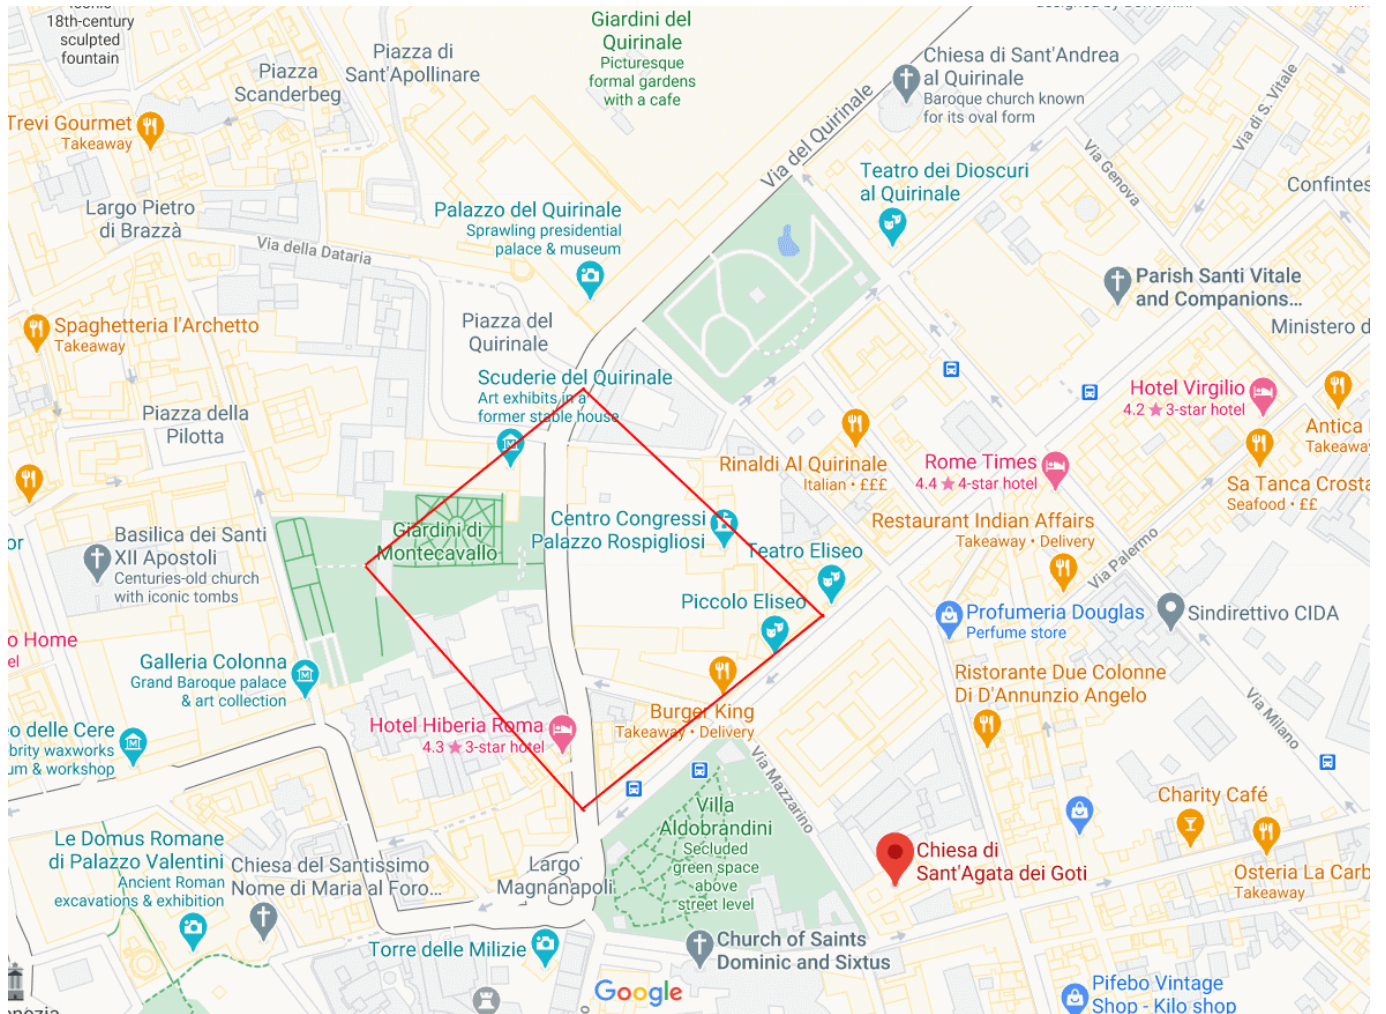 18th-century
sculpted
fountain
Giardini del
Quirinale
Picturesque
formal gardens
with a cafe
Piazza di
Sant'Apollinare
Piazza
Scanderbeg
Chiesa di Sant'Andrea
al Quirinale
Baroque church known
for its oval form
Via di S. Vitale
Trevi Gourmet
Takeaway
Via del Quirinale
Via Genova
Teatro dei Dioscuri
al Quirinale
Confintes
Largo Pietro
di Brazzà
Palazzo del Quirinale
Sprawling presidential
palace & museum
Via della Dataria
Parish Santi Vitale
and Companions...
Spaghetteria l'Archetto
Takeaway
Piazza del
Quirinale
Ministero d
Scuderie del Quirinale
Art exhibits in a
former stable house
Hotel Virgilio
4.2 ★ 3-star hotel
Piazza della
Pilotta
Antica
Takeaway
Rinaldi Al Quirinale
Italian • £££
Rome Times
4.4 ★ 4-star hotel
Sa Tanca Crosta
Seafood • ££
Giardini di
Montecavallo
Centro Congressi
Palazzo Rospigliosi
Restaurant Indian Affairs
Takeaway • Delivery
Basilica dei Santi
XII Apostoli
Centuries-old church
with iconic tombs
or
Teatro Eliseo
Via Palermo
Piccolo Eliseo
Profumeria Douglas
Perfume store
Sindirettivo CIDA
o Home
el
Galleria Colonna
Grand Baroque palace
& art collection
Ristorante Due Colonne
Di D'Annunzio Angelo
Via Milano
Burger King
Takeaway • Delivery
Hotel Hiberia Roma
4.3 ★ 3-star hotel
eo delle Cere
brity waxworks
um & workshop
Via Mazzarino
Villa
Aldobrandini
Secluded
green space
above
street level
Charity Café
Le Domus Romane
di Palazzo Valentini
Ancient Roman
excavations & exhibition
Chiesa del Santissimo
Nome di Maria al Foro...
Largo
Magnanapoli
Chiesa di
Sant'Agata dei Goti
Osteria La Carb
Takeaway
Torre delle Milizie
Church of Saints
Dominic and Sixtus
Google
Pifebo Vintage
Shop - Kilo shop